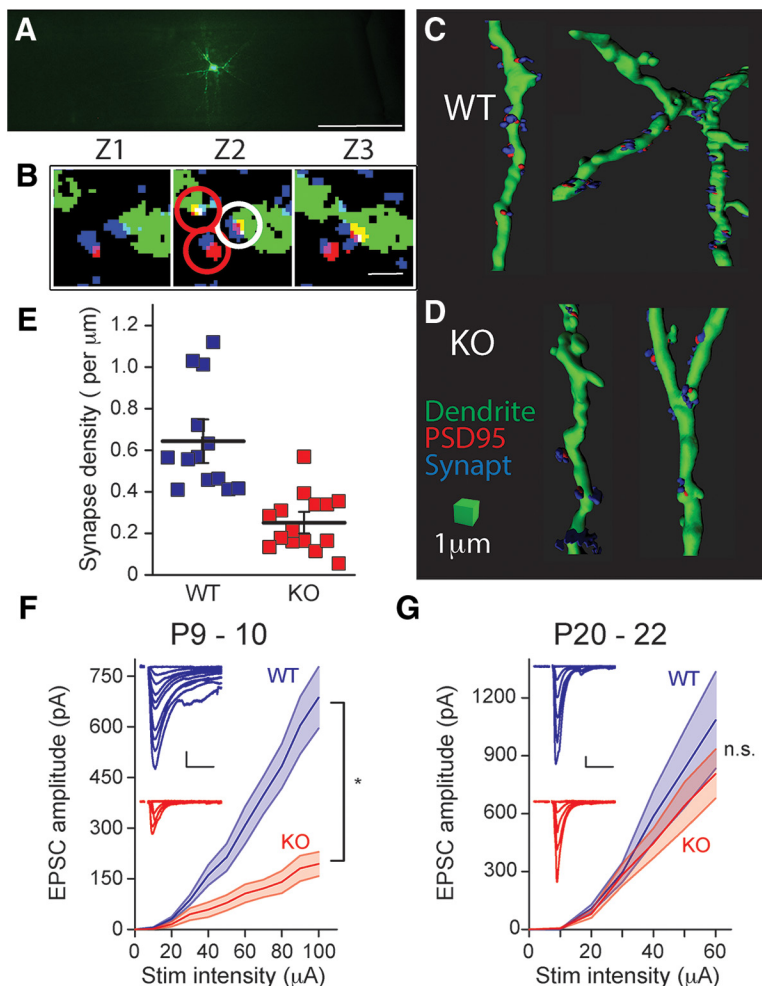 A
Z1 Z2 Z3
B
C
WT
D
KO
Dendrite
PSD95
Synapt
1μm
E
Synapse density ( per μm)
1.2
1.0
0.8
0.6
0.4
0.2
0
WT KO
F
P9 - 10
EPSC amplitude (pA)
750
600
450
300
150
0
WT
KO
*
0 20 40 60 80 100
Stim intensity (μA)
G
P20 - 22
EPSC amplitude (pA)
1200
900
600
300
0
WT
KO
n.s.
0 20 40 60
Stim intensity (μA)